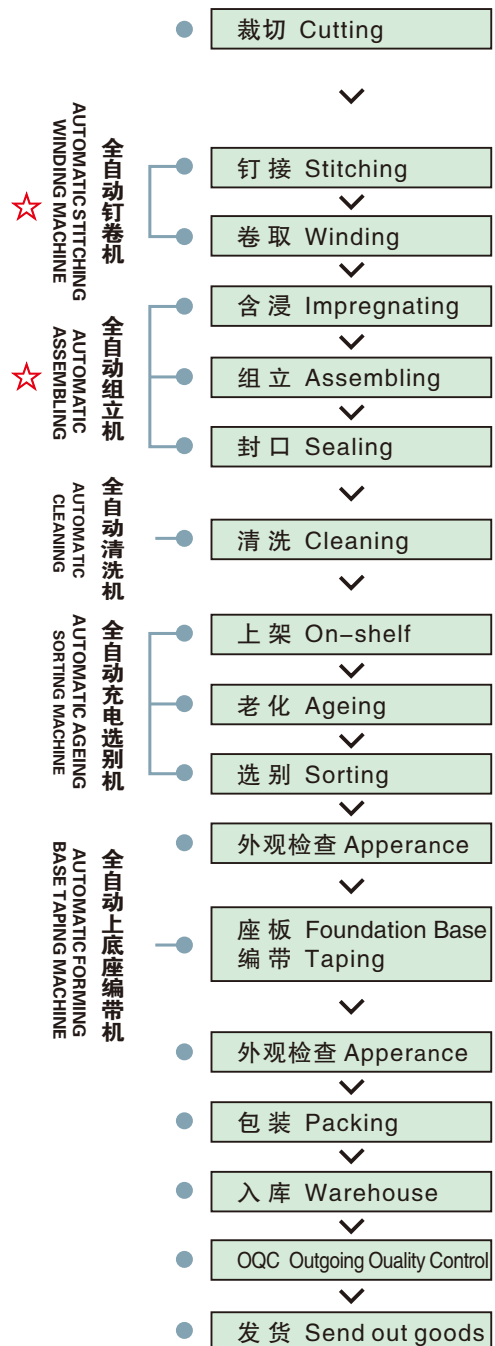 裁切 Cutting
AUTOMATIC STITCHING
WINDING MACHINE
全自动钉卷机
钉接 Stitching
卷取 Winding
AUTOMATIC
ASSEMBLING
全自动组立机
含浸 Impregnating
组立 Assembling
封口 Sealing
AUTOMATIC
CLEANING
全自动清洗机
清洗 Cleaning
AUTOMATIC AGEING
SORTING MACHINE
全自动充电选别机
上架 On-shelf
老化 Ageing
选别 Sorting
外观检查 Apperance
AUTOMATIC FORMING
BASE TAPING MACHINE
全自动上底座编带机
座板 Foundation Base
编带 Taping
外观检查 Apperance
包装 Packing
入库 Warehouse
OQC Outgoing Ouality Control
发货 Send out goods